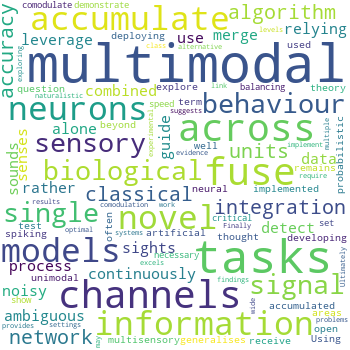 comodulate demonstrate
accumulate algorithm
accuracy leverage deploying merge relying
exploring class alternative levels
multimodal
question naturalistic combined use used balancing link theory
neurons behaviour
senses speed explore suggests term
alone beyond guide across
sensory units probabilistic
sounds experimental evidence well data multiple implement
biological fuse remains require
rather classical neural implemented
results comodulation work integration
single novel
test often critical set
spiking optimal systems artificial Finally thought developing
models sights detect tasks
process unimodal necessary Ultimately
continuously signal
noisy show findings accumulated areas
channels
ambiguous settings excels wide problems
provides information
network may multisensory generalises receive open Using